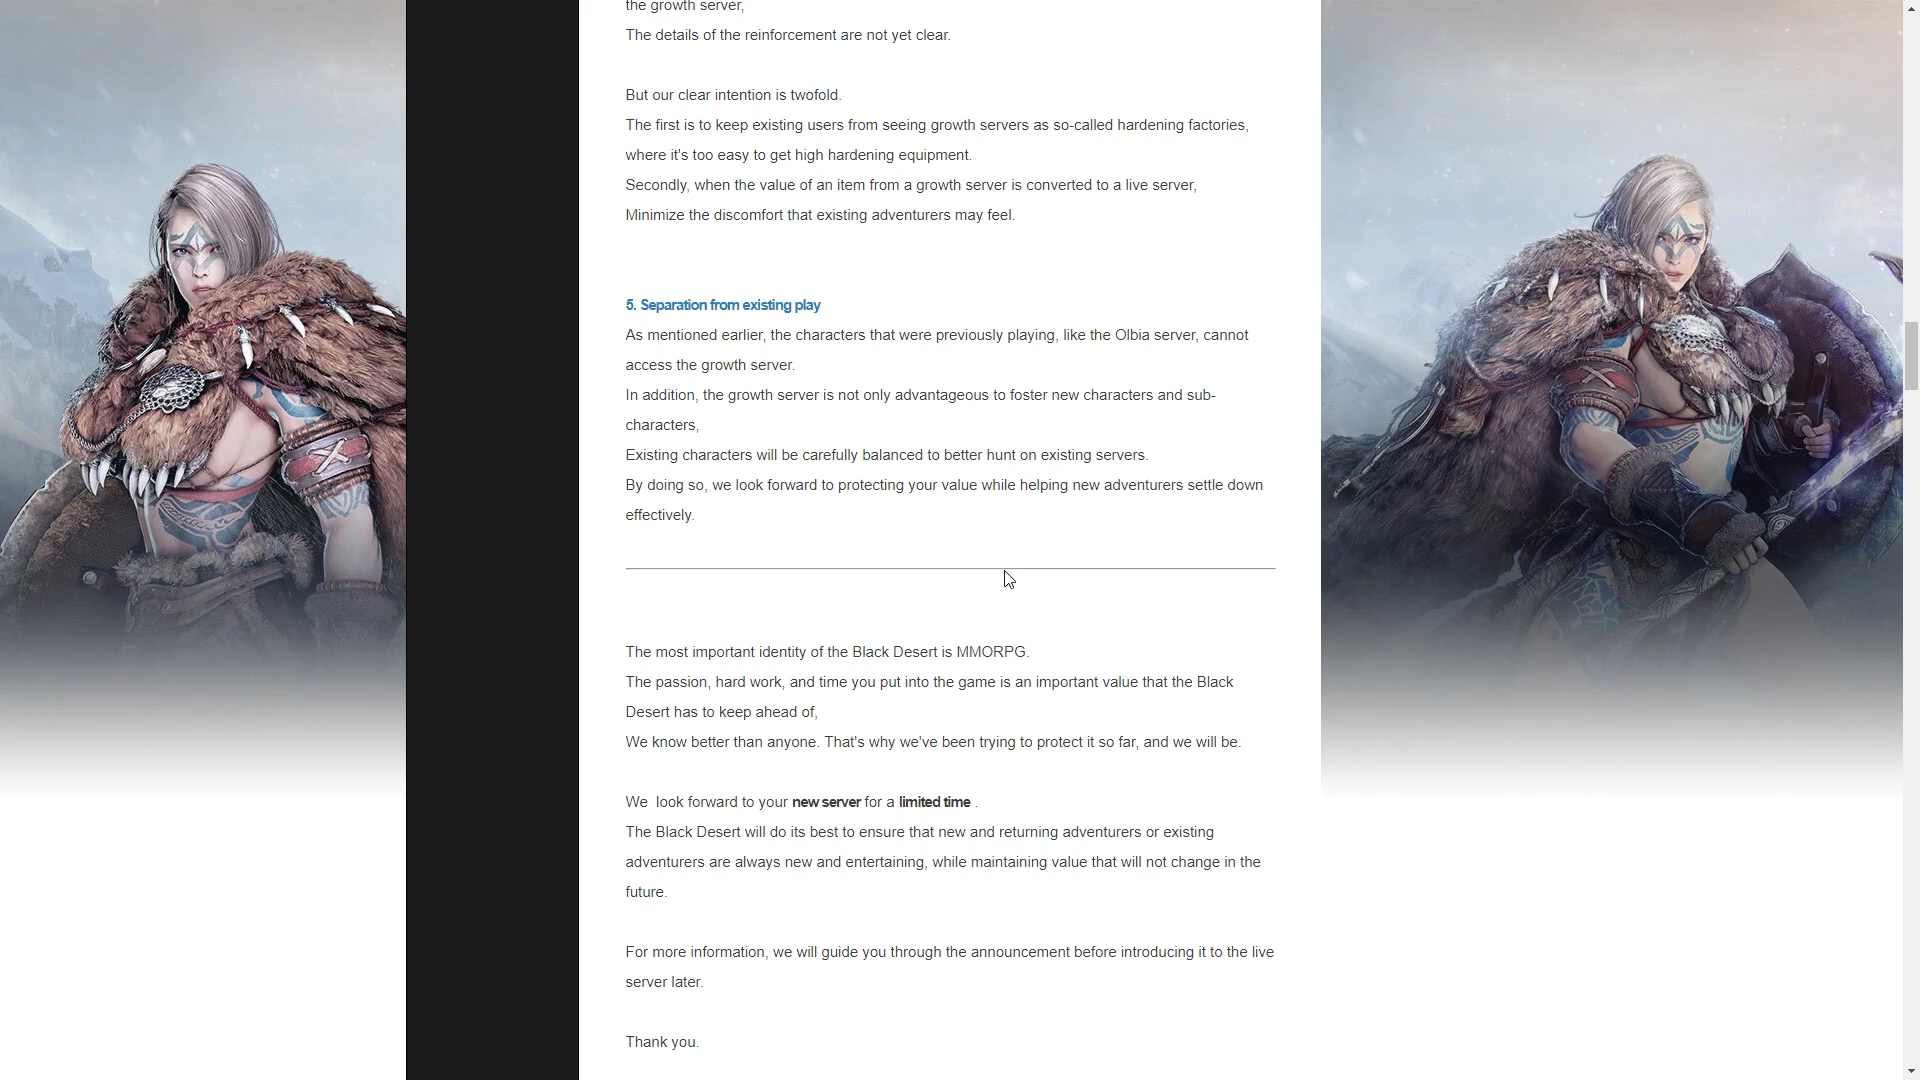 the growth server,
The details of the reinforcement are not yet clear.
But our clear intention is twofold.
The first is to keep existing users from seeing growth servers as so-called hardening factories,
where it's too easy to get high hardening equipment.
Secondly, when the value of an item from a growth server is converted to a live server,
Minimize the discomfort that existing adventurers may feel.
5. Separation from existing play
As mentioned earlier, the characters that were previously playing, like the Olbia server, cannot
access the growth server.
In addition, the growth server is not only advantageous to foster new characters and sub-
characters,
Existing characters will be carefully balanced to better hunt on existing servers.
By doing so, we look forward to protecting your value while helping new adventurers settle down
effectively.
The most important identity of the Black Desert is MMORPG.
The passion, hard work, and time you put into the game is an important value that the Black
Desert has to keep ahead of,
We know better than anyone. That's why we've been trying to protect it so far, and we will be.
We  look forward to your new server for a limited time .
The Black Desert will do its best to ensure that new and returning adventurers or existing
adventurers are always new and entertaining, while maintaining value that will not change in the
future.
For more information, we will guide you through the announcement before introducing it to the live
server later.
Thank you.